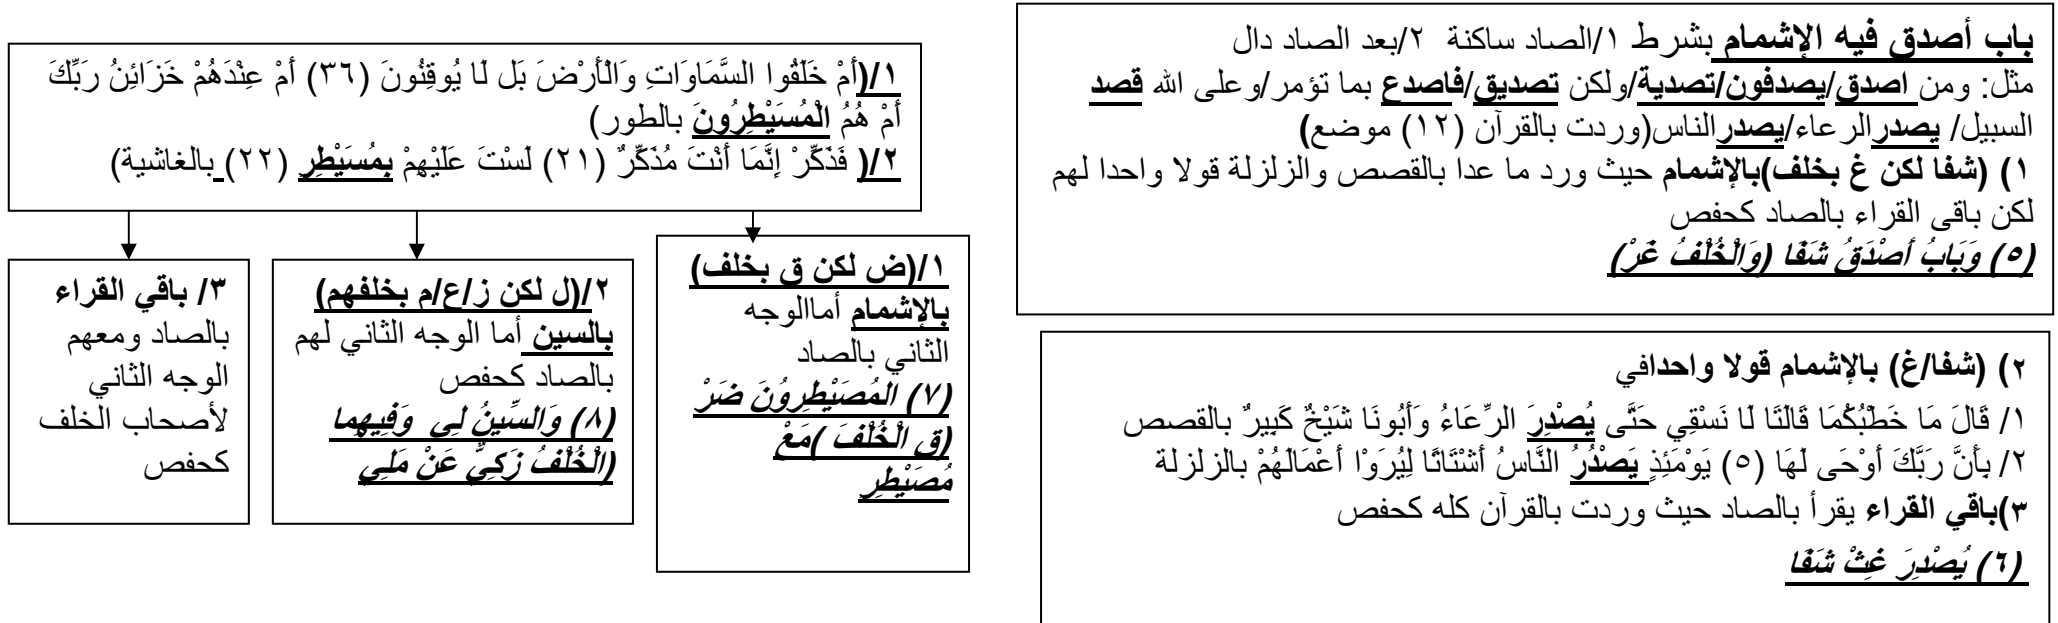 باب أصدق فيه الإشمام بشرط ١/الصاد ساكنة ٢/بعد الصاد دال
مثل: ومن اصدق/يصدفون/تصدية/ولكن تصديق/فاصدع بما تؤمر/وعلى الله قصد
السبيل/ يصدرالرعاء/يصدرالناس(وردت بالقرآن (١٢) موضع)
١) (شفا لكن غ بخلف)بالإشمام حيث ورد ما عدا بالقصص والزلزلة قولا واحدا لهم
لكن باقى القراء بالصاد كحفص
(٥) وَبَابُ أَصْدَقُ شَفَا (وَالْخُلْفُ غَرْ)
٢) (شفا/غ) بالإشمام قولا واحدافي
١/ قَالَ مَا خَطْبُكُمَا قَالَتَا لَا نَسْقِي حَتَّى يُصْدِرَ الرِّعَاءُ وَأَبُونَا شَيْخٌ كَبِيرٌ بالقصص
٢/ بِأَنَّ رَبَّكَ أَوْحَى لَهَا (٥) يَوْمَئِذٍ يَصْدُرُ النَّاسُ أَشْتَاتًا لِيُرَوْا أَعْمَالَهُمْ بالزلزلة
٣)باقي القراء يقرأ بالصاد حيث وردت بالقرآن كله كحفص
(٦) يُصْدِرَ غِثْ شَفَا
١/(أَمْ خَلَقُوا السَّمَاوَاتِ وَالْأَرْضَ بَل لَا يُوقِنُونَ (٣٦) أَمْ عِنْدَهُمْ خَزَائِنُ رَبِّكَ
أَمْ هُمُ الْمُسَيْطِرُونَ بالطور)
٢/( فَذَكِّرْ إِنَّمَا أَنْتَ مُذَكِّرٌ (٢١) لَسْتَ عَلَيْهِمْ بِمُسَيْطِرٍ (٢٢) بالغاشية)
١/(ض لكن ق بخلف)
بالإشمام أماالوجه
الثاني بالصاد
(٧) المُصَيْطِرِوُنَ ضَرْ
(ق الْخُلْفَ )مَعْ
مُصَيْطِرِ
٢/(ل لكن ز/ع/م بخلفهم)
بالسين أما الوجه الثاني لهم
بالصاد كحفص
(٨) وَالسِّينُ لِي وَفِيهِما
(الْخُلْفُ زَكِيٌّ عَنْ مَلِي
٣/ باقي القراء
بالصاد ومعهم
الوجه الثاني
لأصحاب الخلف
كحفص